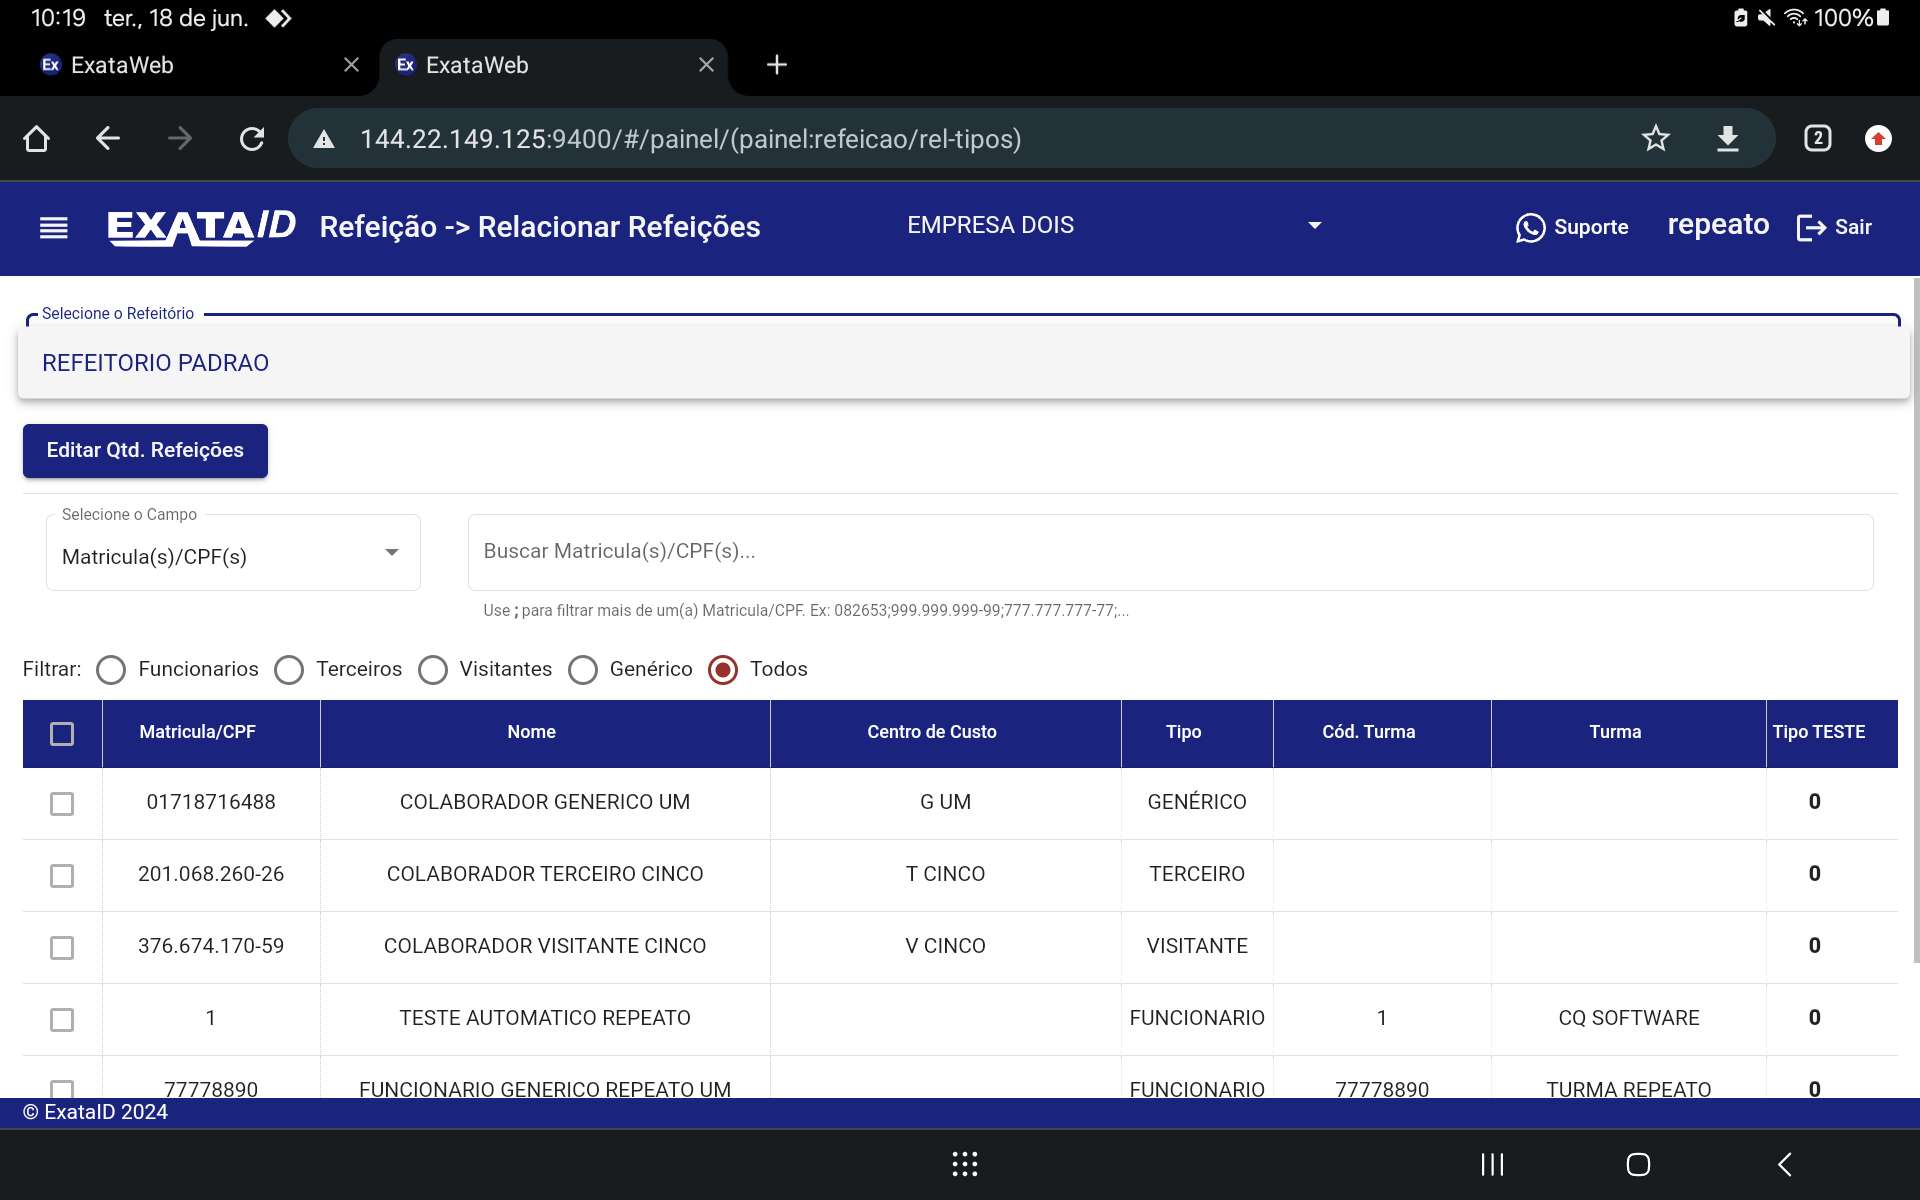 10:19 ter., 18 de jun. 100%
Ex ExataWeb Ex ExataWeb
144.22.149.125:9400/#/painel/(painel:refeicao/rel-tipos) 2
EXATAID Refeição -> Relacionar Refeições EMPRESA DOIS Suporte repeato Sair
Selecione o Refeitório
REFEITORIO PADRAO
Editar Qtd. Refeições
Selecione o Campo
Matricula(s)/CPF(s) Buscar Matricula(s)/CPF(s)...
Use ; para filtrar mais de um(a) Matricula/CPF. Ex: 082653;999.999.999-99;777.777.777-77;...
Filtrar: Funcionarios Terceiros Visitantes Genérico Todos
Matricula/CPF Nome Centro de Custo Tipo Cód. Turma Turma Tipo TESTE
01718716488 COLABORADOR GENERICO UM G UM GENÉRICO 0
201.068.260-26 COLABORADOR TERCEIRO CINCO T CINCO TERCEIRO 0
376.674.170-59 COLABORADOR VISITANTE CINCO V CINCO VISITANTE 0
1 TESTE AUTOMATICO REPEATO FUNCIONARIO 1 CQ SOFTWARE 0
77778890 FUNCIONARIO GENERICO REPEATO UM FUNCIONARIO 77778890 TURMA REPEATO 0
© ExataID 2024